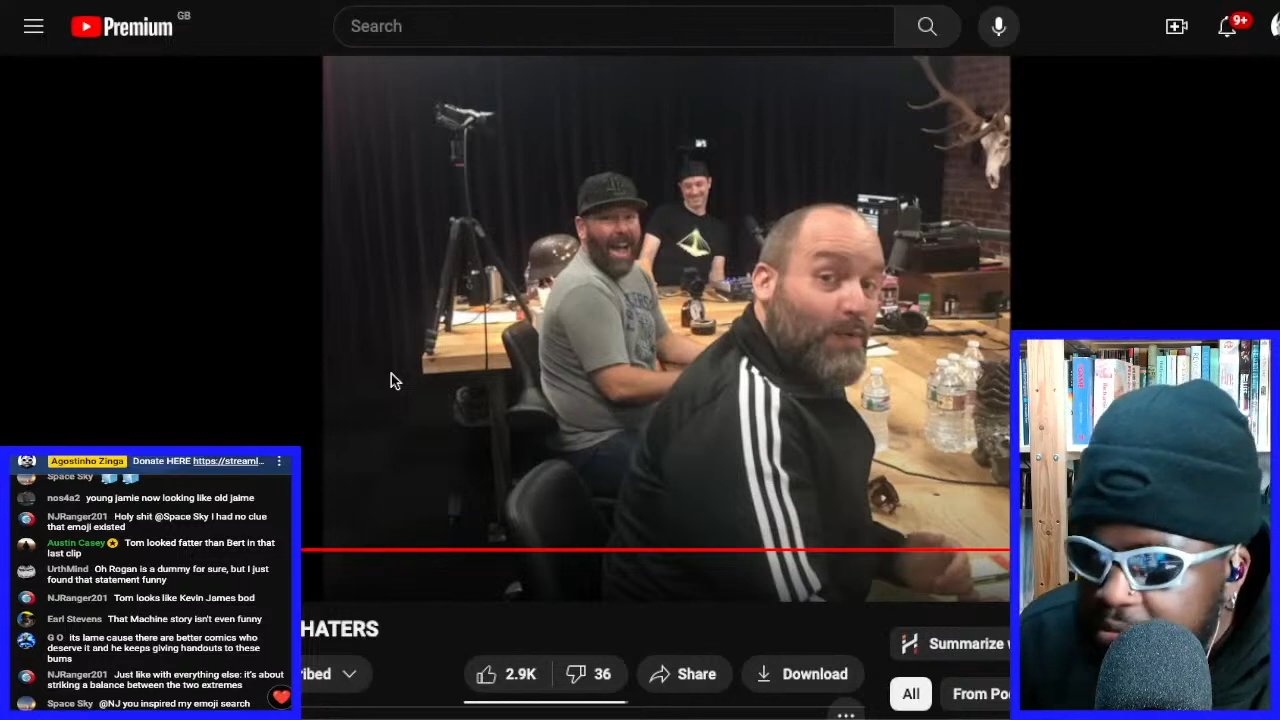 Premium GB
Search
9+
Agostinho Zinga Donate HERE https://streaml...
Space Sky
nos4a2 young jamie now looking like old jaime
NJRanger201 Holy shit @Space Sky I had no clue
that emoji existed
Austin Casey Tom looked fatter than Bert in that
last clip
UrthMind Oh Rogan is a dummy for sure, but I just
found that statement funny
NJRanger201 Tom looks like Kevin James bod
Earl Stevens That Machine story isn't even funny
G O its lame cause there are better comics who
deserve it and he keeps giving handouts to these
bums
NJRanger201 Just like with everything else: it's about
striking a balance between the two extremes
Space Sky @NJ you inspired my emoji search
HATERS
ribed
2.9K
36
Share
Download
Summarize
All
From Po